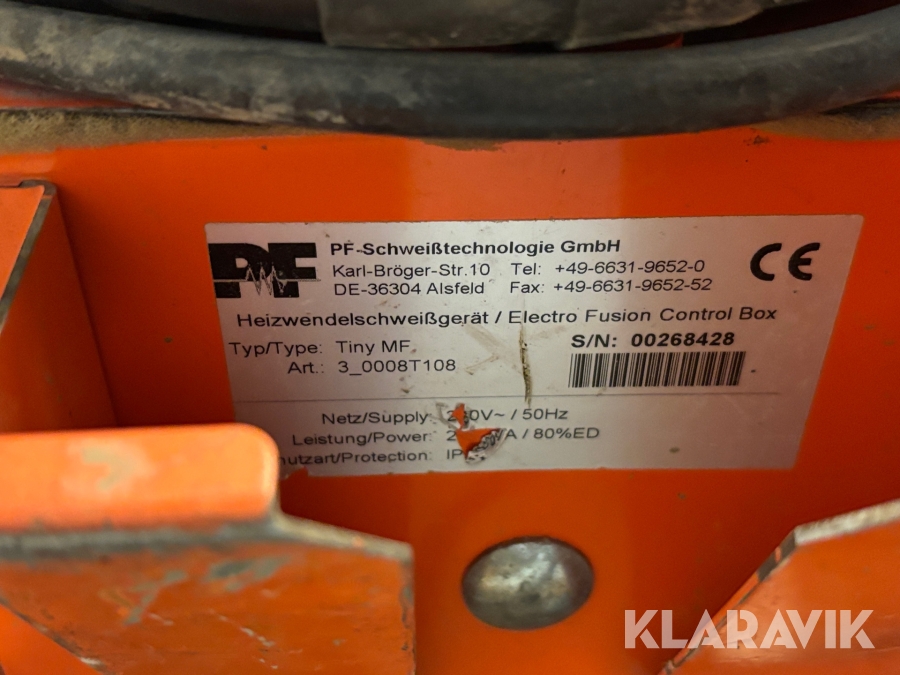 PF
PF-Schweißtechnologie GmbH
Karl-Bröger-Str.10 Tel: +49-6631-9652-0
DE-36304 Alsfeld Fax: +49-6631-9652-52
CE
Heizwendelschweißgerät / Electro Fusion Control Box
Typ/Type: Tiny MF
Art.: 3_0008T108
S/N: 00268428
Netz/Supply: / 50Hz
Leistung/Power: / 80%ED
/Protection:
KLARAVIK